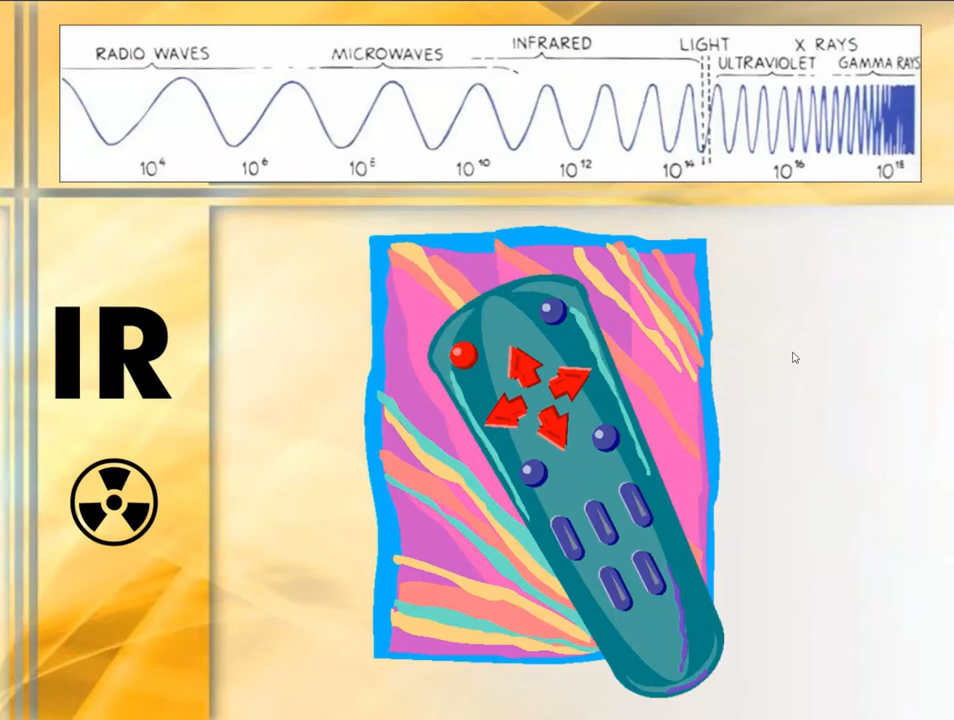 RADIO WAVES MICROWAVES INFRARED LIGHT X RAYS
ULTRAVIOLET GAMMA RAYS
10⁴ 10⁶ 10⁸ 10¹⁰ 10¹² 10¹⁴ 10¹⁶ 10¹⁸
IR